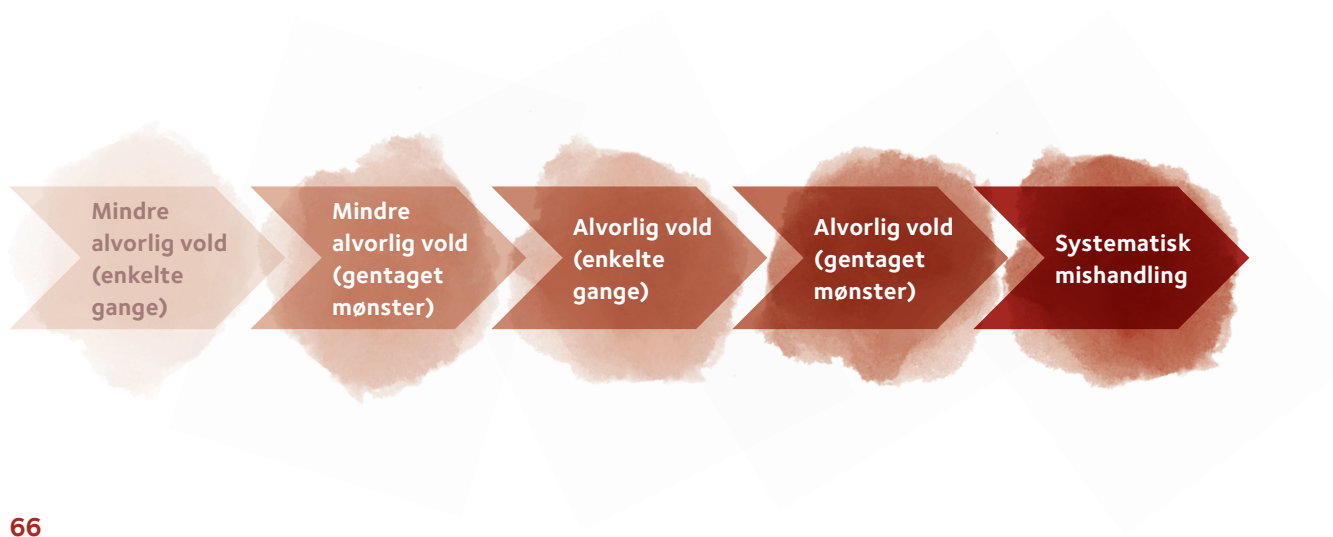 Mindre
alvorlig vold
(enkelte
gange)
Mindre
alvorlig vold
(gentaget
mønster)
Alvorlig vold
(enkelte
gange)
Alvorlig vold
(gentaget
mønster)
Systematisk
mishandling
66